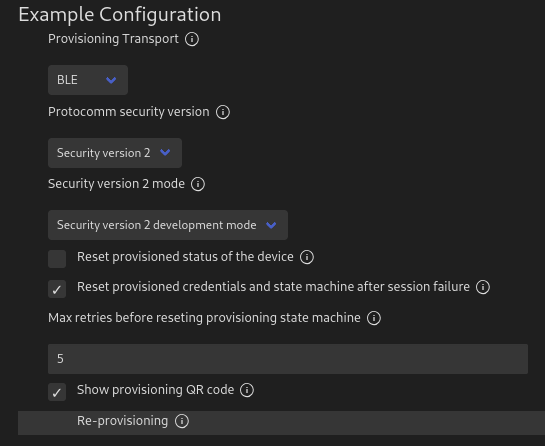 Example Configuration
Provisioning Transport
BLE
Protocomm security version
Security version 2
Security version 2 mode
Security version 2 development mode
Reset provisioned status of the device
Reset provisioned credentials and state machine after session failure
Max retries before reseting provisioning state machine
5
Show provisioning QR code
Re-provisioning